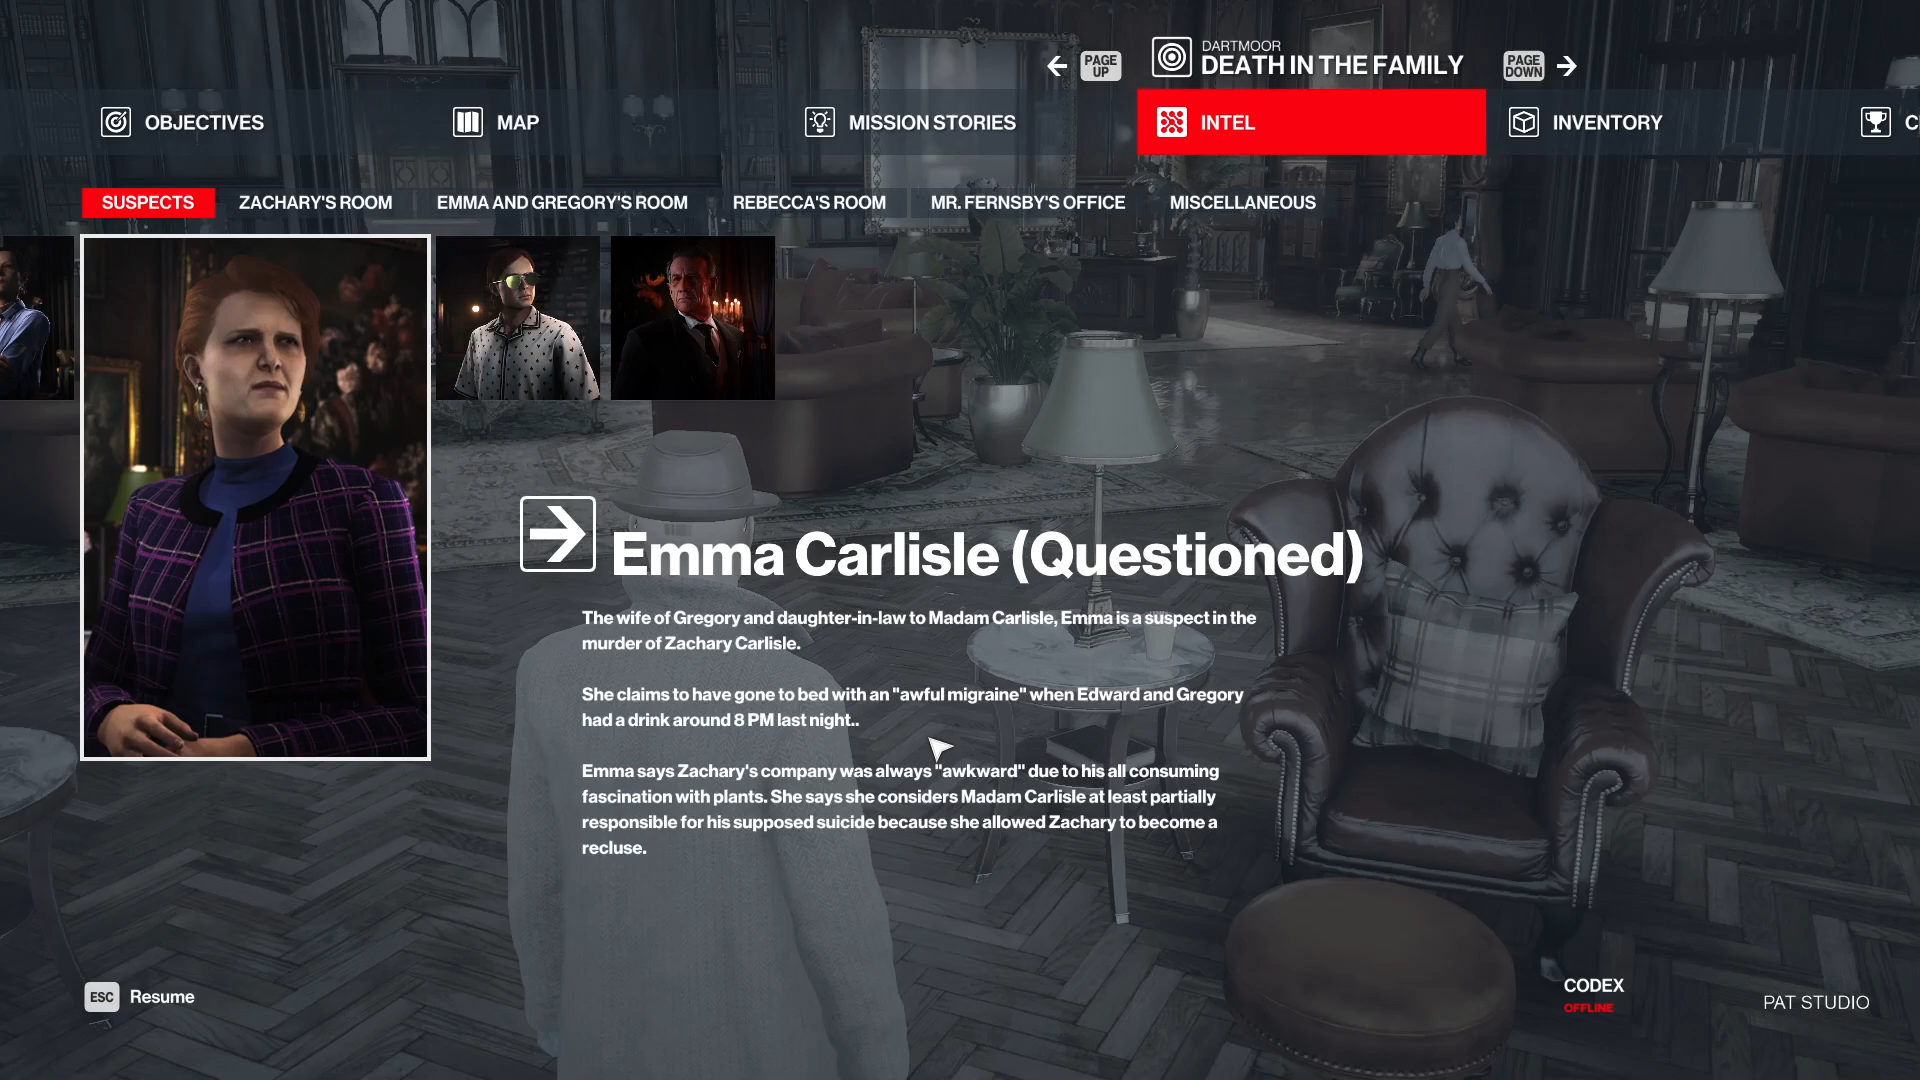 PAGE UP
DARTMOOR
DEATH IN THE FAMILY
PAGE DOWN
OBJECTIVES
MAP
MISSION STORIES
INTEL
INVENTORY
SUSPECTS
ZACHARY'S ROOM
EMMA AND GREGORY'S ROOM
REBECCA'S ROOM
MR. FERNSBY'S OFFICE
MISCELLANEOUS
Emma Carlisle (Questioned)
The wife of Gregory and daughter-in-law to Madam Carlisle, Emma is a suspect in the
murder of Zachary Carlisle.
She claims to have gone to bed with an "awful migraine" when Edward and Gregory
had a drink around 8 PM last night..
Emma says Zachary's company was always "awkward" due to his all consuming
fascination with plants. She says she considers Madam Carlisle at least partially
responsible for his supposed suicide because she allowed Zachary to become a
recluse.
ESC Resume
CODEX
OFFLINE
PAT STUDIO